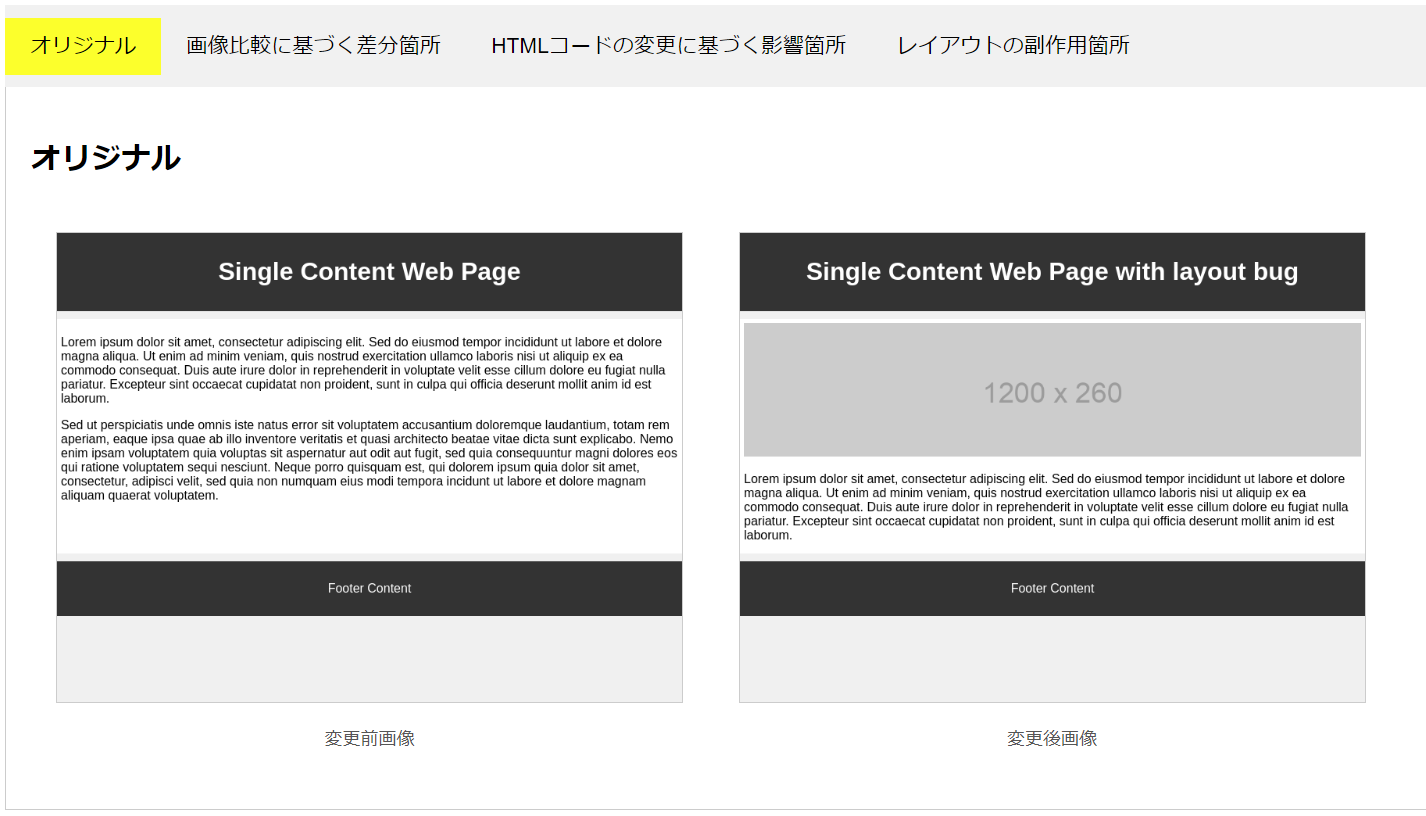 オリジナル
画像比較に基づく差分箇所
HTMLコードの変更に基づく影響箇所
レイアウトの副作用箇所
オリジナル
Single Content Web Page
Lorem ipsum dolor sit amet, consectetur adipiscing elit. Sed do eiusmod tempor incididunt ut labore et dolore
magna aliqua. Ut enim ad minim veniam, quis nostrud exercitation ullamco laboris nisi ut aliquip ex ea
commodo consequat. Duis aute irure dolor in reprehenderit in voluptate velit esse cillum dolore eu fugiat nulla
pariatur. Excepteur sint occaecat cupidatat non proident, sunt in culpa qui officia deserunt mollit anim id est
laborum.
Sed ut perspiciatis unde omnis iste natus error sit voluptatem accusantium doloremque laudantium, totam rem
aperiam, eaque ipsa quae ab illo inventore veritatis et quasi architecto beatae vitae dicta sunt explicabo. Nemo
enim ipsam voluptatem quia voluptas sit aspernatur aut odit aut fugit, sed quia consequuntur magni dolores eos
qui ratione voluptatem sequi nesciunt. Neque porro quisquam est, qui dolorem ipsum quia dolor sit amet,
consectetur, adipisci velit, sed quia non numquam eius modi tempora incidunt ut labore et dolore magnam
aliquam quaerat voluptatem.
Footer Content
変更前画像
Single Content Web Page with layout bug
1200 x 260
Lorem ipsum dolor sit amet, consectetur adipiscing elit. Sed do eiusmod tempor incididunt ut labore et dolore
magna aliqua. Ut enim ad minim veniam, quis nostrud exercitation ullamco laboris nisi ut aliquip ex ea
commodo consequat. Duis aute irure dolor in reprehenderit in voluptate velit esse cillum dolore eu fugiat nulla
pariatur. Excepteur sint occaecat cupidatat non proident, sunt in culpa qui officia deserunt mollit anim id est
laborum.
Footer Content
変更後画像